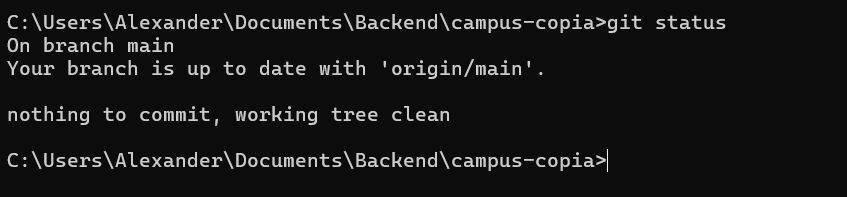 C:\Users\Alexander\Documents\Backend\campus-copia>git status
On branch main
Your branch is up to date with 'origin/main'.
nothing to commit, working tree clean
C:\Users\Alexander\Documents\Backend\campus-copia>